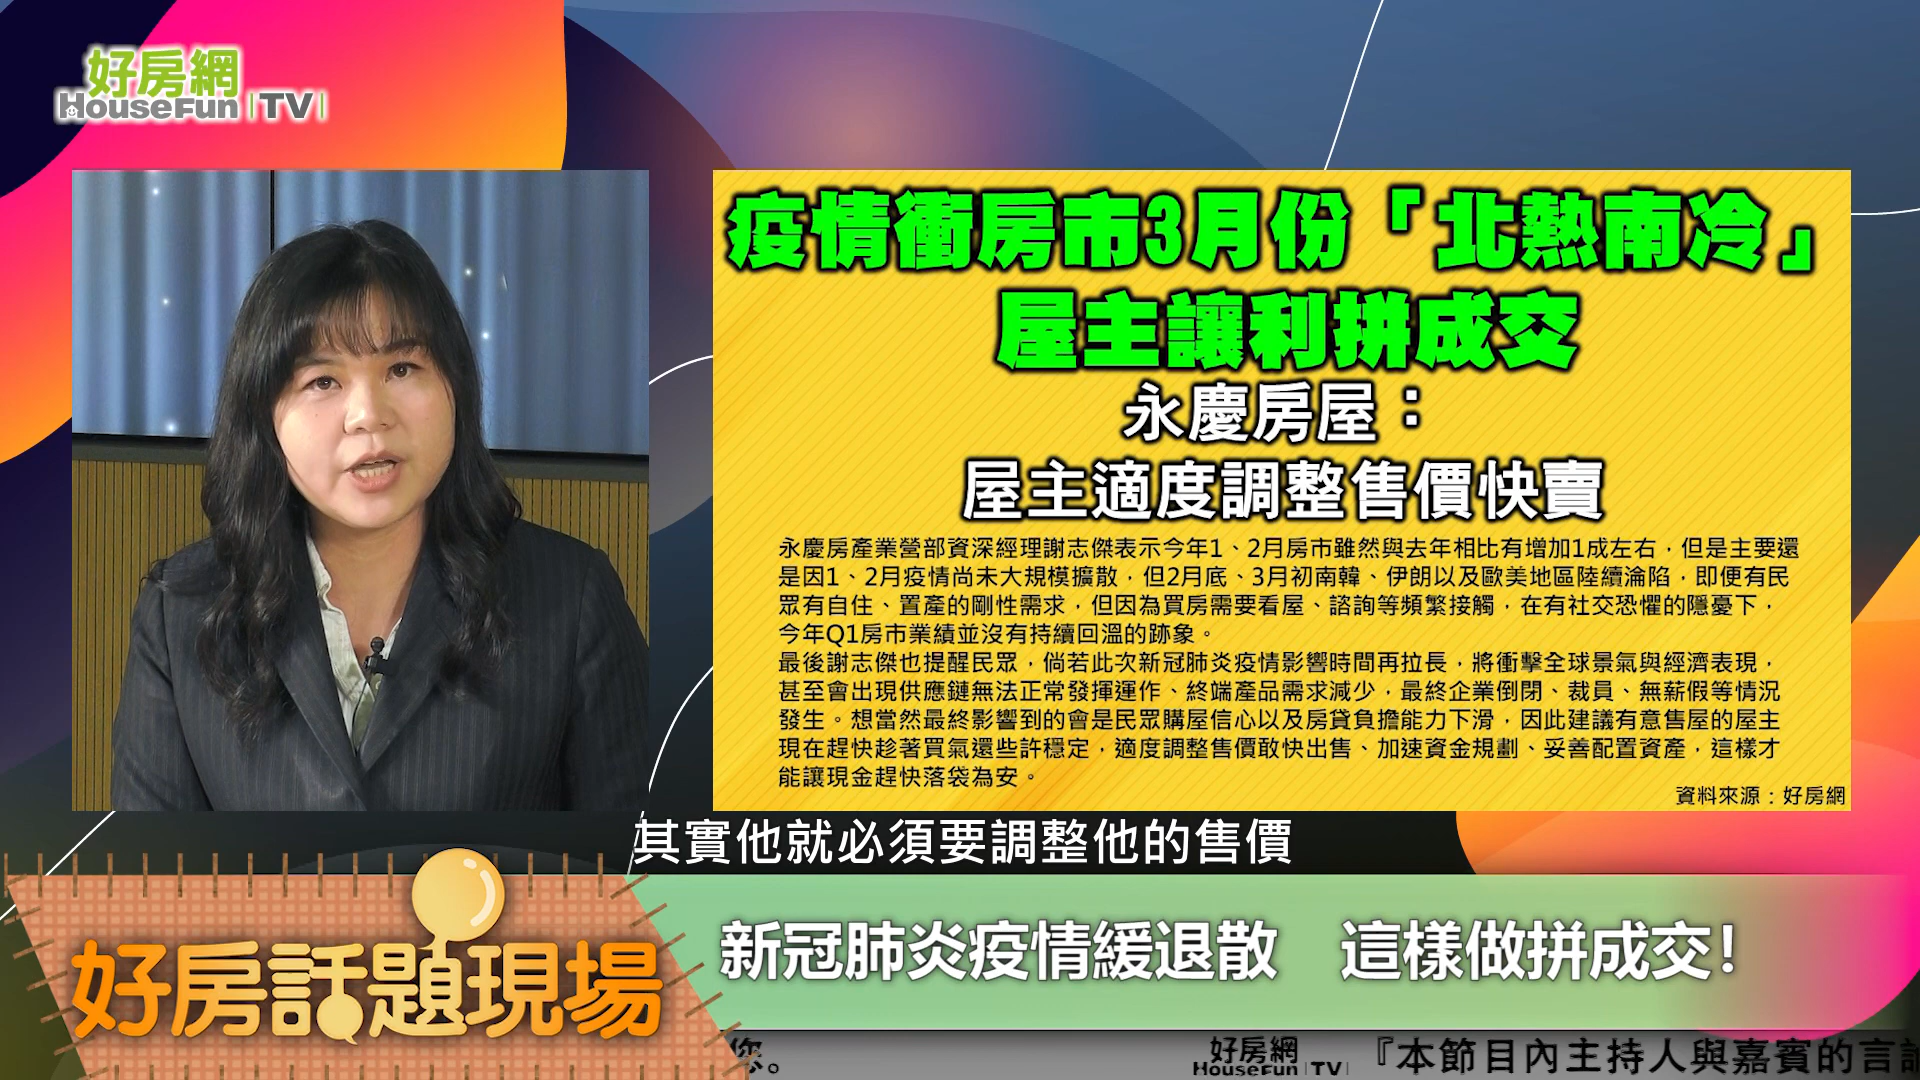 好房網
HouseFun TV
疫情衝房市3月份「北熱南冷」
屋主讓利拼成交
永慶房屋：
屋主適度調整售價快賣
永慶房產業營部資深經理謝志傑表示今年1、2月房市雖然與去年相比有增加1成左右，但是主要還
是因1、2月疫情尚未大規模擴散，但2月底、3月初南韓、伊朗以及歐美地區陸續淪陷，即便有民
眾有自住、置產的剛性需求，但因為買房需要看屋、諮詢等頻繁接觸，在有社交恐懼的隱憂下，
今年Q1房市業績並沒有持續回溫的跡象。
最後謝志傑也提醒民眾，倘若此次新冠肺炎疫情影響時間再拉長，將衝擊全球景氣與經濟表現，
甚至會出現供應鏈無法正常發揮運作、終端產品需求減少，最終企業倒閉、裁員、無薪假等情況
發生。想當然最終影響到的會是民眾購屋信心以及房貸負擔能力下滑，因此建議有意售屋的屋主
現在趕快趁著買氣還些許穩定，適度調整售價敢快出售、加速資金規劃、妥善配置資產，這樣才
能讓現金趕快落袋為安。
資料來源：好房網
其實他就必須要調整他的售價
新冠肺炎疫情緩退散　這樣做拼成交！
好房話題現場
您。
好房網
HouseFun TV
『本節目內主持人與嘉賓的言論